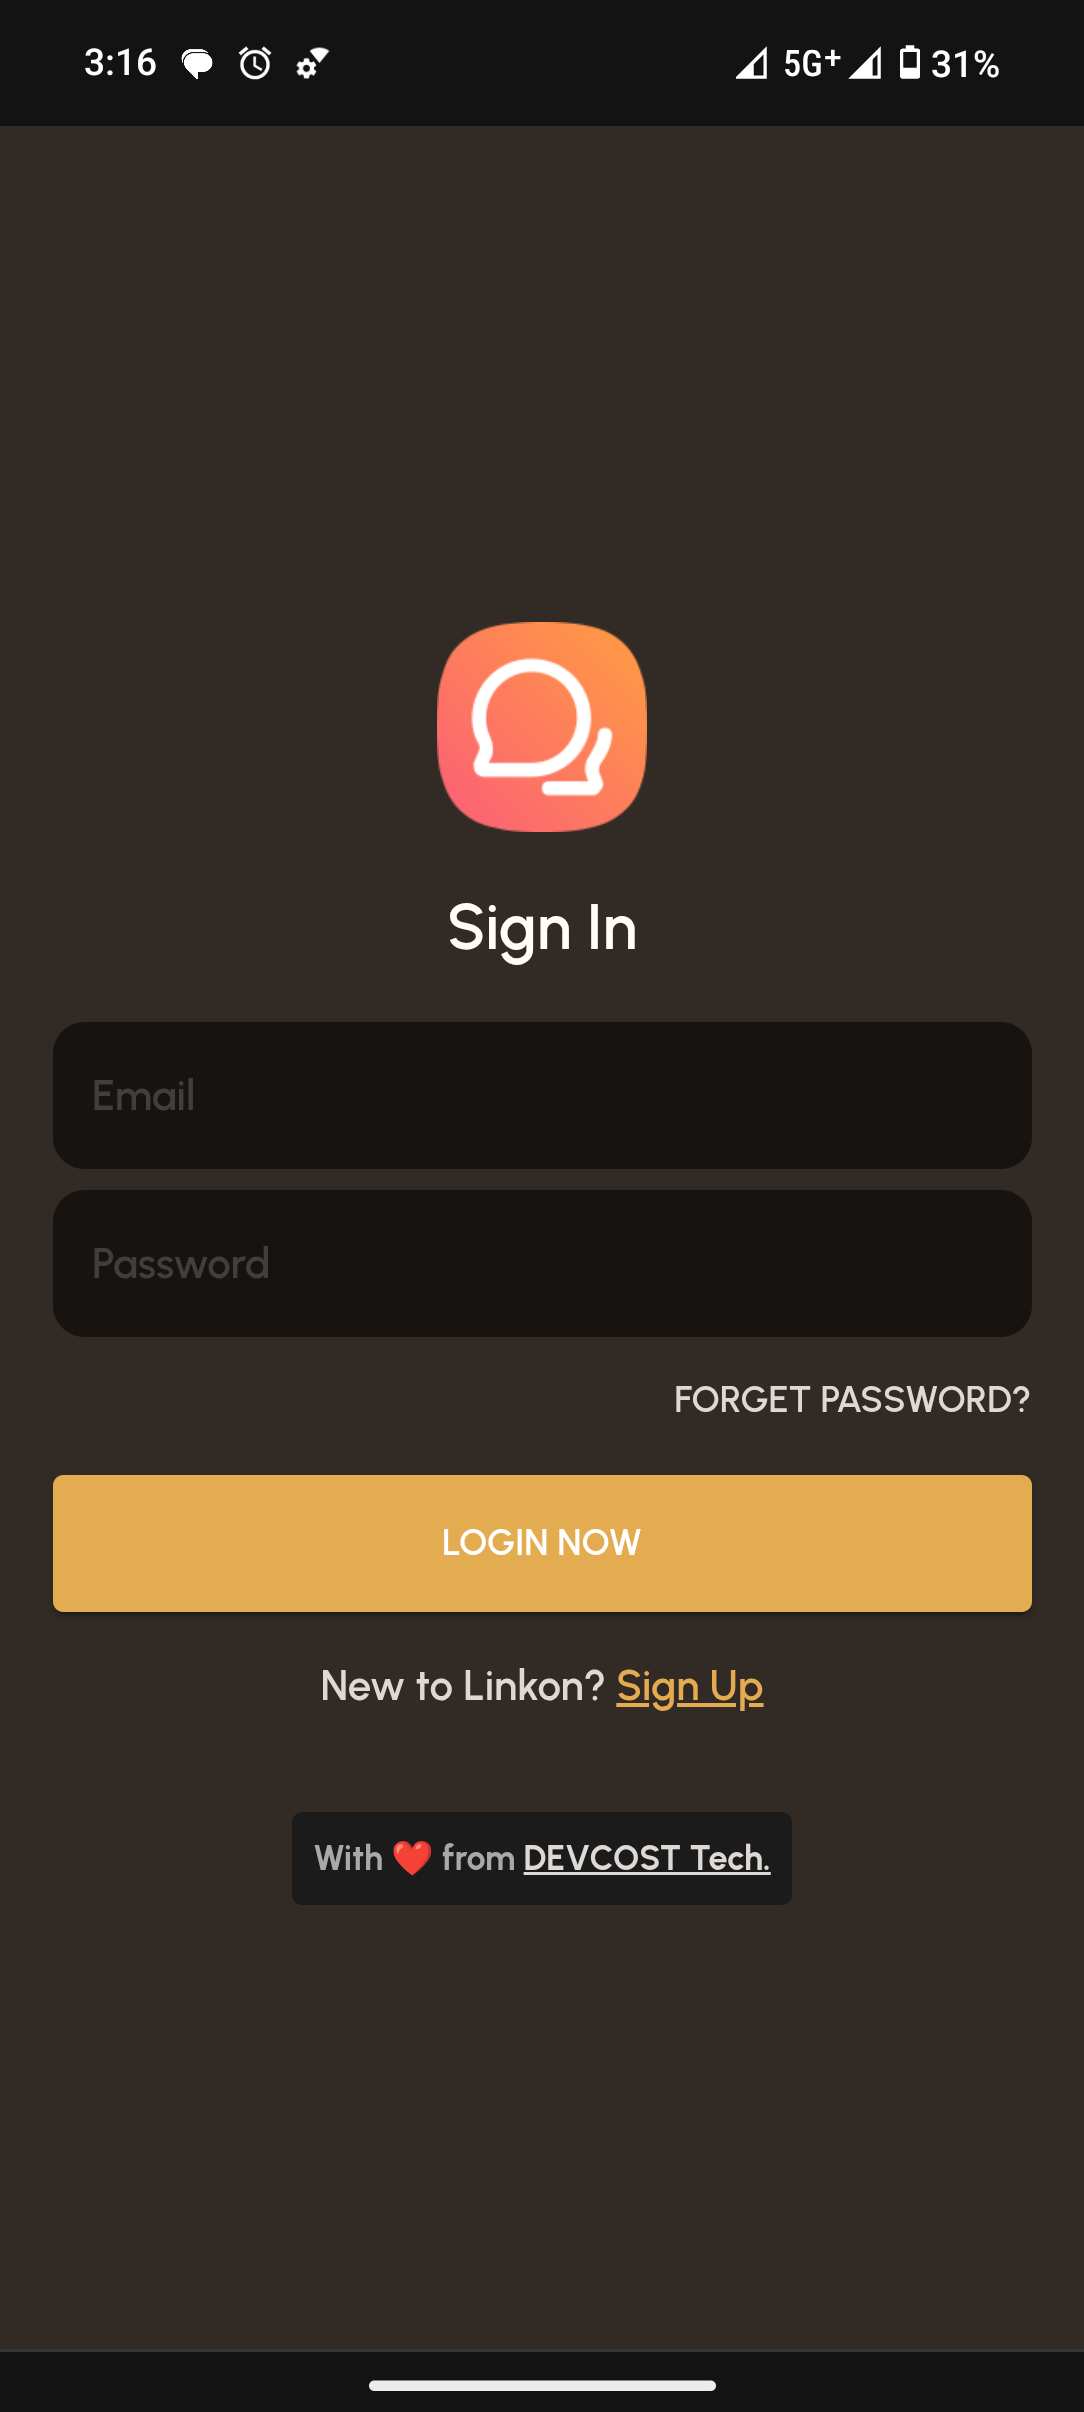 3:16 5G+ 31%
Sign In
Email
Password
FORGET PASSWORD?
LOGIN NOW
New to Linkon? Sign Up
With ❤️ from DEVCOST Tech.